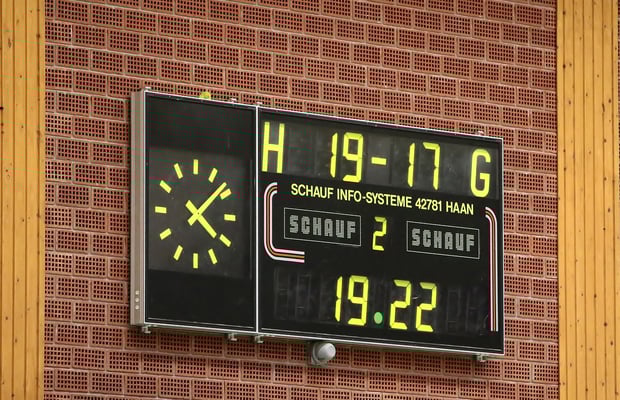 H 19-17 G
SCHAUF INFO-SYSTEME 42781 HAAN
SCHAUF 2 SCHAUF
19.22